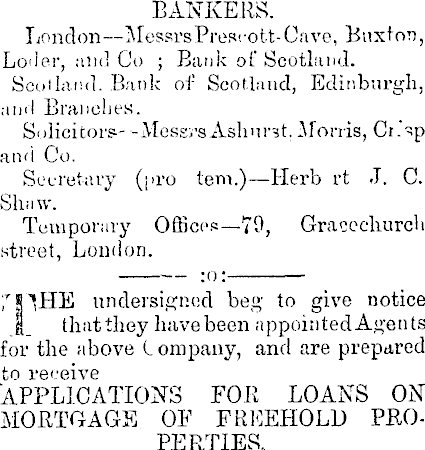 BANKERS.
London—Messrs Prescott-Cave, Buxton,
Loder, and Co ; Bank of Scotland.
Scotland. Bank of Scotland, Edinburgh,
and Branches.
Solicitors--Messrs Ashurst, Morris, Crisp
and Co.
Secretary (pro tem.)—Herb rt J. C.
Shaw.
Temporary Offices—79, Gracechurch
street, London.
——— :o: ———
THE undersigned beg to give notice
that they have been appointed Agents
for the above Company, and are prepared
to receive
APPLICATIONS FOR LOANS ON
MORTGAGE OF FREEHOLD PRO-
PERTIES.